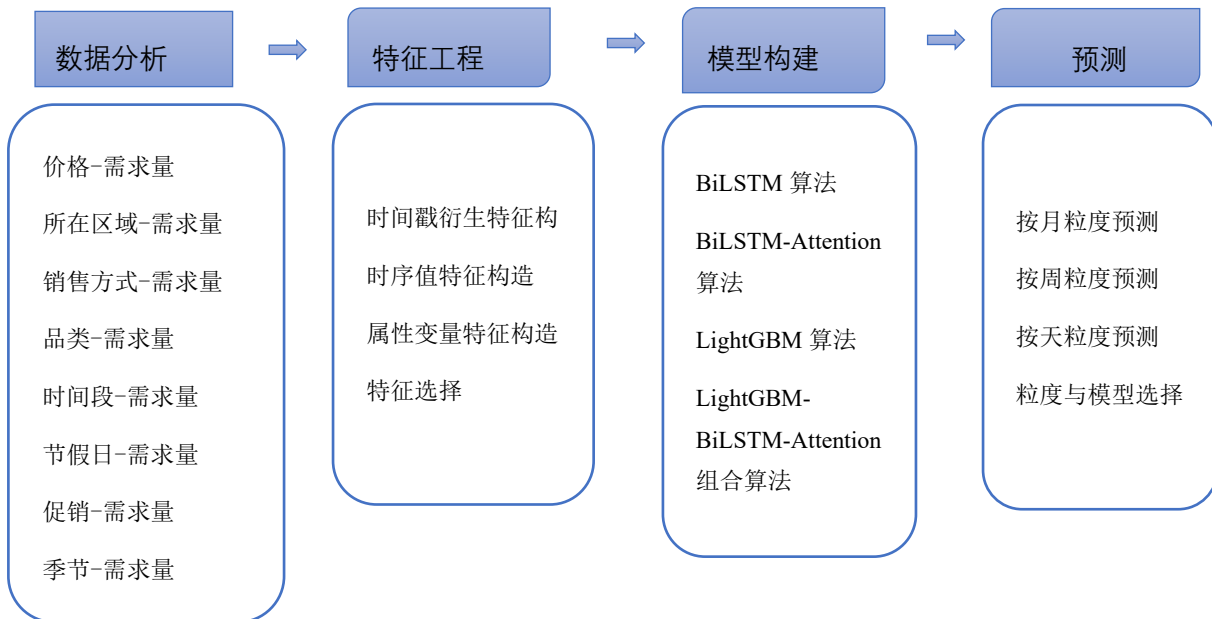 数据分析
价格-需求量
所在区域-需求量
销售方式-需求量
品类-需求量
时间段-需求量
节假日-需求量
促销-需求量
季节-需求量
特征工程
时间戳衍生特征构
时序值特征构造
属性变量特征构造
特征选择
模型构建
BiLSTM 算法
BiLSTM-Attention
算法
LightGBM 算法
LightGBM-
BiLSTM-Attention
组合算法
预测
按月粒度预测
按周粒度预测
按天粒度预测
粒度与模型选择